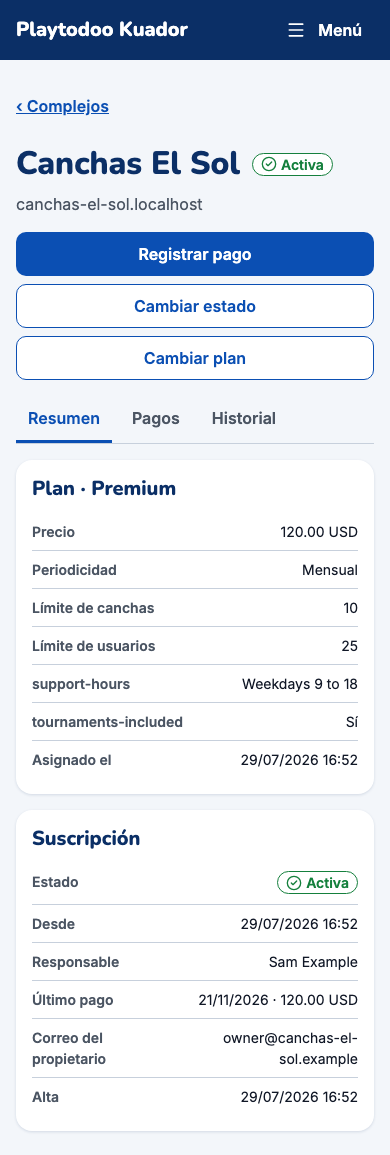 Playtodoo Kuador
☰ Menú
‹ Complejos
Canchas El Sol
Activa
canchas-el-sol.localhost
Registrar pago
Cambiar estado
Cambiar plan
Resumen Pagos Historial
Plan · Premium
Precio 120.00 USD
Periodicidad Mensual
Límite de canchas 10
Límite de usuarios 25
support-hours Weekdays 9 to 18
tournaments-included Sí
Asignado el 29/07/2026 16:52
Suscripción
Estado Activa
Desde 29/07/2026 16:52
Responsable Sam Example
Último pago 21/11/2026 · 120.00 USD
Correo del propietario
owner@canchas-el-sol.example
Alta 29/07/2026 16:52